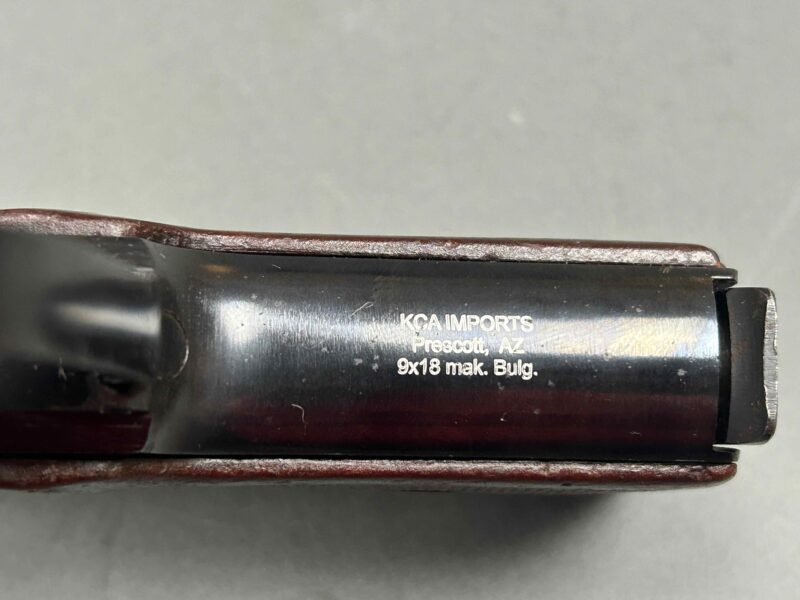 KCA IMPORTS
Prescott, AZ
9x18 mak. Bulg.